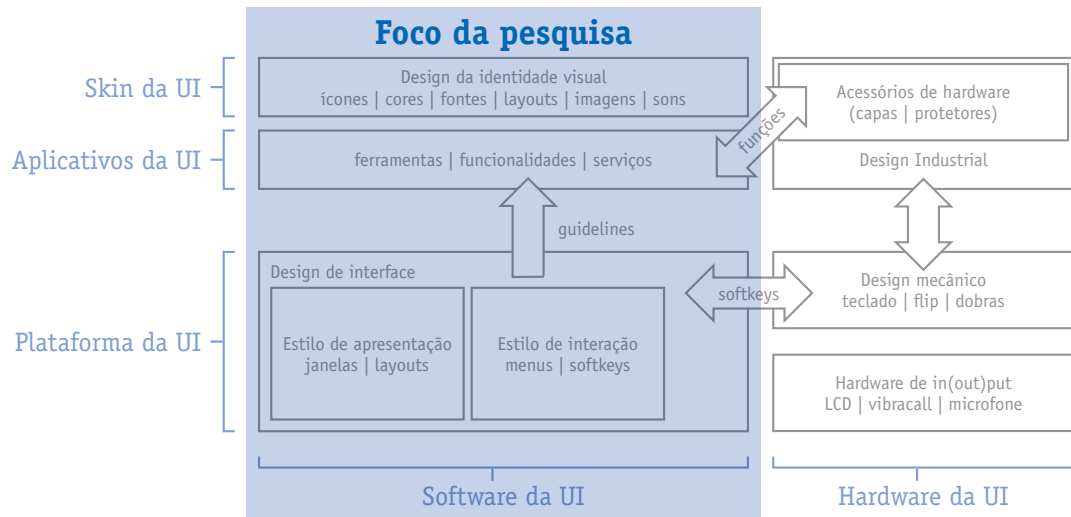 Foco da pesquisa
Skin da UI
Design da identidade visual
ícones | cores | fontes | layouts | imagens | sons
Acessórios de hardware
(capas | protetores)
funções
Aplicativos da UI
ferramentas | funcionalidades | serviços
Design Industrial
guidelines
Plataforma da UI
Design de interface
Estilo de apresentação
janelas | layouts
Estilo de interação
menus | softkeys
softkeys
Design mecânico
teclado | flip | dobras
Hardware de in(out)put
LCD | vibracall | microfone
Software da UI
Hardware da UI